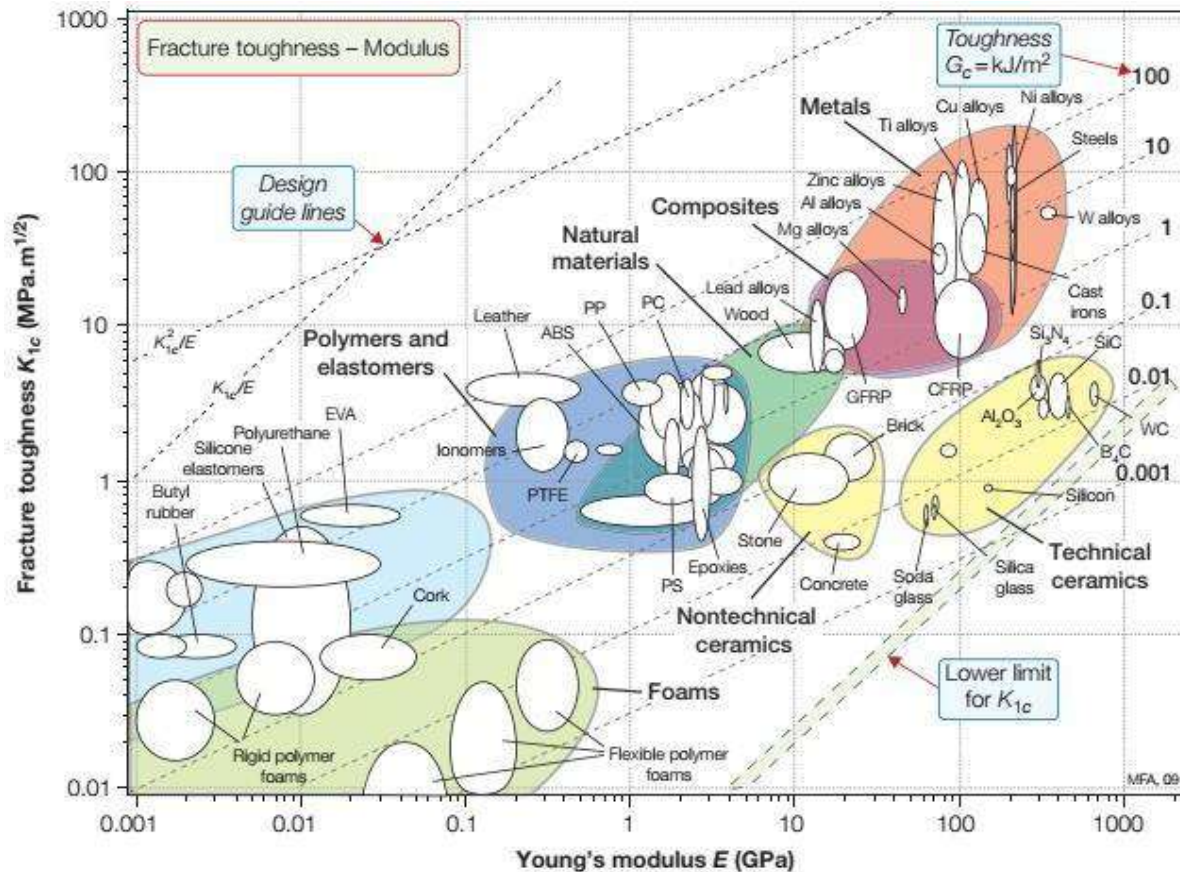 1000
Fracture toughness – Modulus
Toughness
G_c = kJ/m²
100
Metals
Cu alloys
Ni alloys
Ti alloys
Steels
10
100
Design
guide lines
Zinc alloys
Al alloys
Composites
Mg alloys
W alloys
1
Natural
materials
Lead alloys
Wood
Cast
irons
0.1
PP
PC
Leather
ABS
10
Si₃N₄
SiC
K²₁c/E
Polymers and
elastomers
K₁c/E
GFRP
CFRP
0.01
Al₂O₃
EVA
Polyurethane
Silicone
elastomers
Ionomers
Brick
WC
B₄C
0.001
1
PTFE
Butyl
rubber
Silicon
Stone
PS
Epoxies
Concrete
Soda
glass
Silica
glass
Technical
ceramics
Cork
Nontechnical
ceramics
0.1
Foams
Lower limit
for K₁c
Rigid polymer
foams
Flexible polymer
foams
0.01
MFA, 09
0.001
0.01
0.1
1
10
100
1000
Young's modulus E (GPa)
Fracture toughness K₁c (MPa.m^1/2)